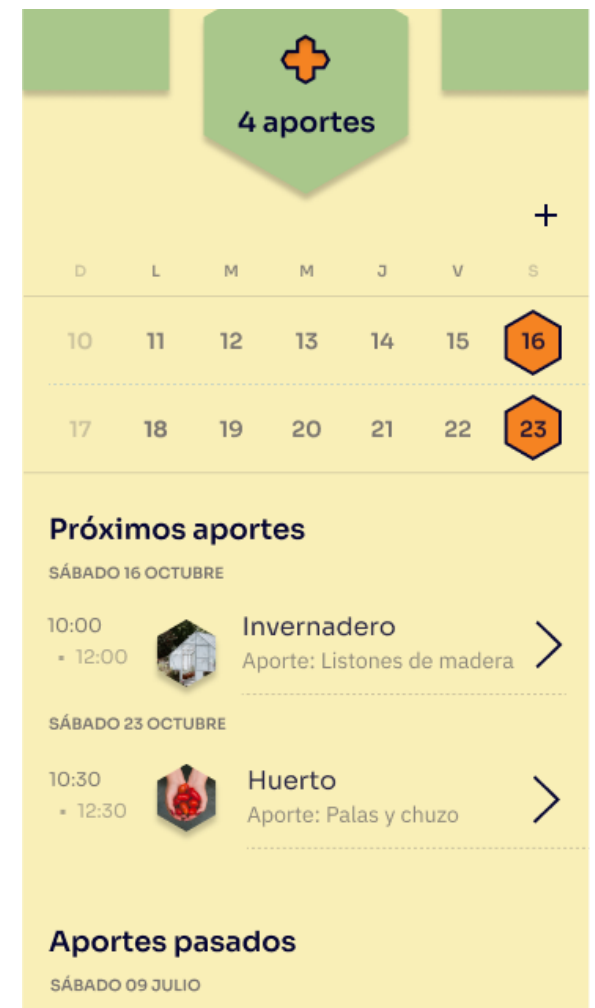 4 aportes
+
D L M M J V S
10 11 12 13 14 15 16
17 18 19 20 21 22 23
Próximos aportes
SÁBADO 16 OCTUBRE
10:00 Invernadero
▪ 12:00 Aporte: Listones de madera
SÁBADO 23 OCTUBRE
10:30 Huerto
▪ 12:30 Aporte: Palas y chuzo
Aportes pasados
SÁBADO 09 JULIO